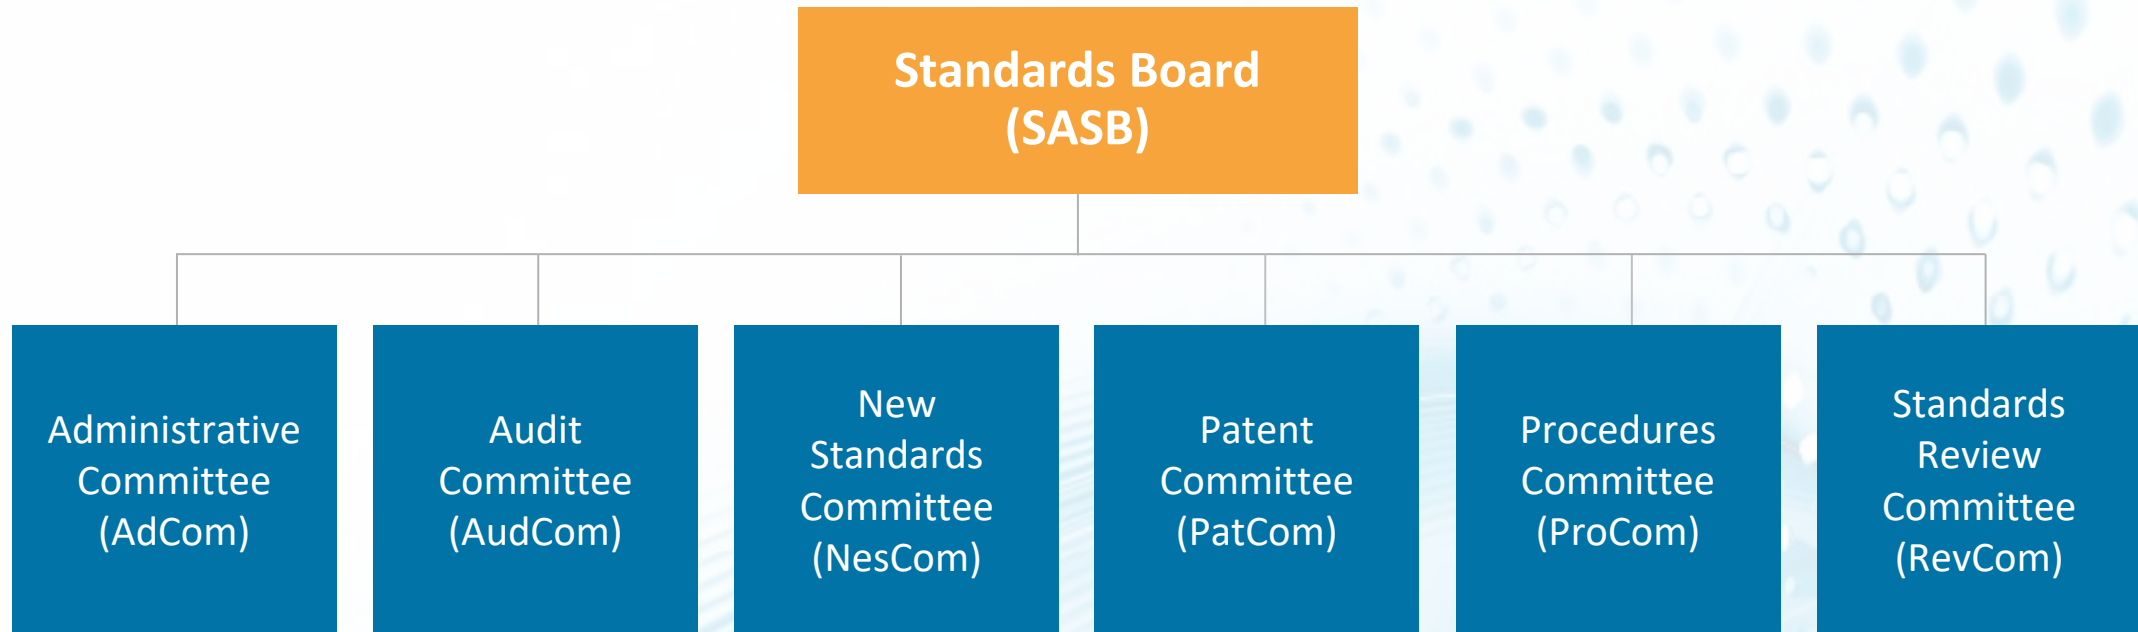 Standards Board
(SASB)
Administrative
Committee
(AdCom)
Audit
Committee
(AudCom)
New
Standards
Committee
(NesCom)
Patent
Committee
(PatCom)
Procedures
Committee
(ProCom)
Standards
Review
Committee
(RevCom)